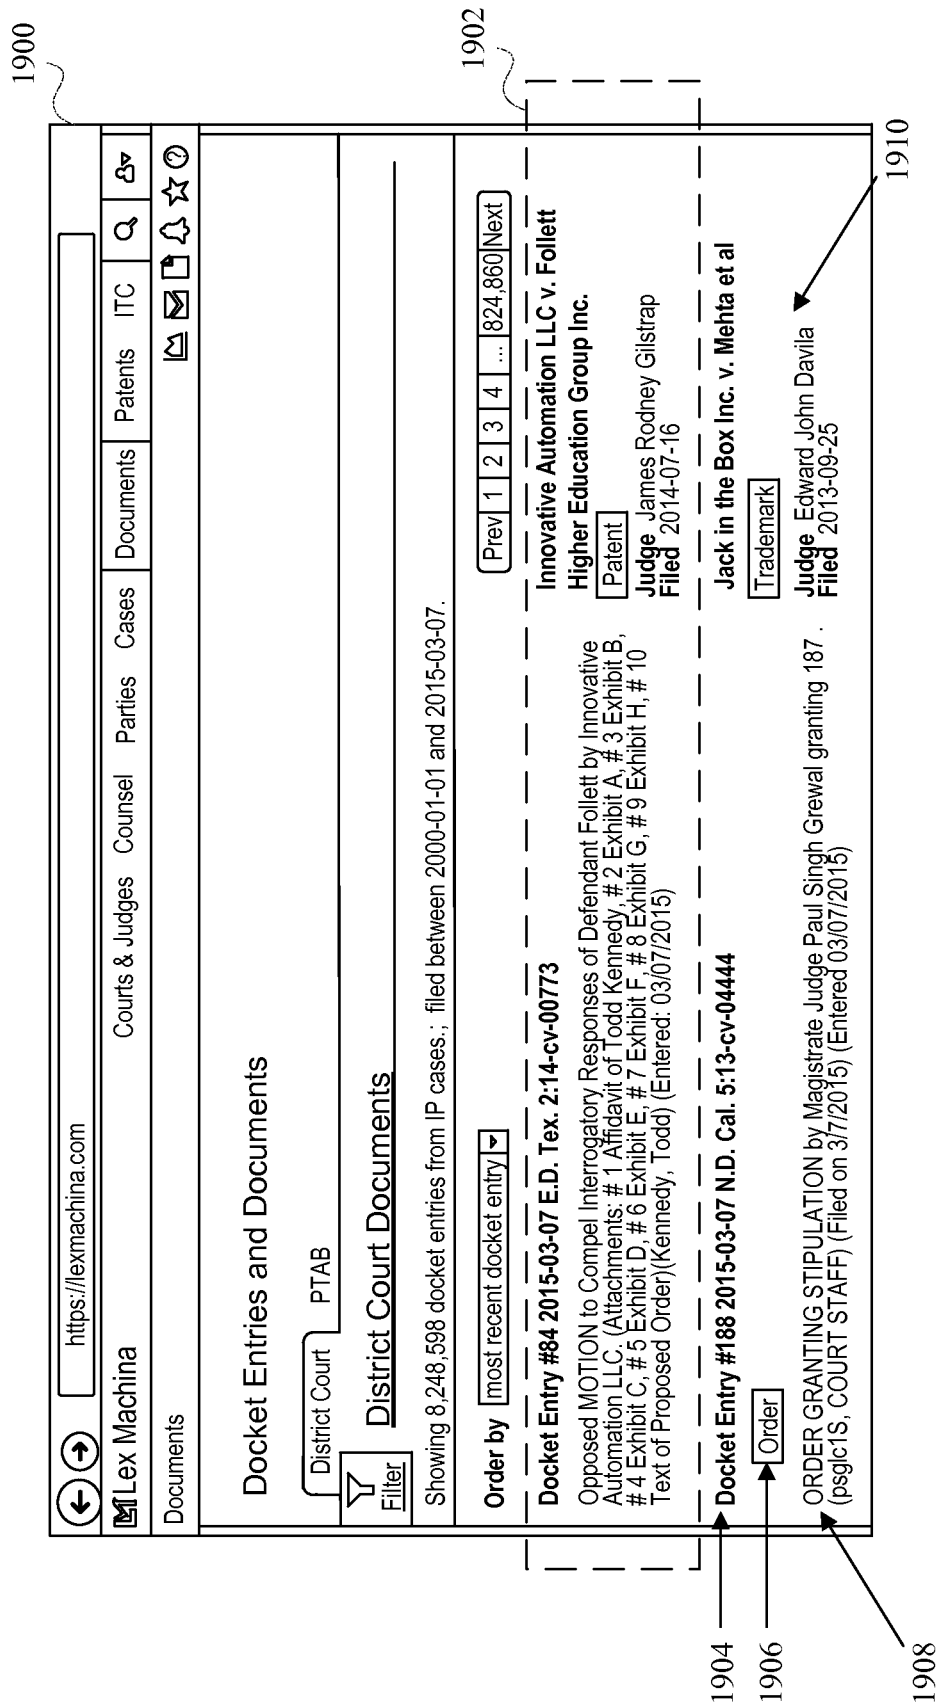 1900
https://lexmachina.com
Lex Machina
Courts & Judges Counsel Parties Cases Documents Patents ITC
Documents
Docket Entries and Documents
District Court PTAB
Filter
District Court Documents
Showing 8,248,598 docket entries from IP cases.; filed between 2000-01-01 and 2015-03-07.
Order by most recent docket entry
Prev 1 2 3 4 ... 824,860 Next
1902
Docket Entry #84 2015-03-07 E.D. Tex. 2:14-cv-00773
Opposed MOTION to Compel Interrogatory Responses of Defendant Follett by Innovative
Automation LLC. (Attachments: # 1 Affidavit of Todd Kennedy, # 2 Exhibit A, # 3 Exhibit B,
# 4 Exhibit C, # 5 Exhibit D, # 6 Exhibit E, # 7 Exhibit F, # 8 Exhibit G, # 9 Exhibit H, # 10
Text of Proposed Order)(Kennedy, Todd) (Entered: 03/07/2015)
Innovative Automation LLC v. Follett
Higher Education Group Inc.
Patent
Judge James Rodney Gilstrap
Filed 2014-07-16
1904
Docket Entry #188 2015-03-07 N.D. Cal. 5:13-cv-04444
1906
Order
1908
ORDER GRANTING STIPULATION by Magistrate Judge Paul Singh Grewal granting 187 .
(psglc1S, COURT STAFF) (Filed on 3/7/2015) (Entered 03/07/2015)
Jack in the Box Inc. v. Mehta et al
Trademark
Judge Edward John Davila
Filed 2013-09-25
1910